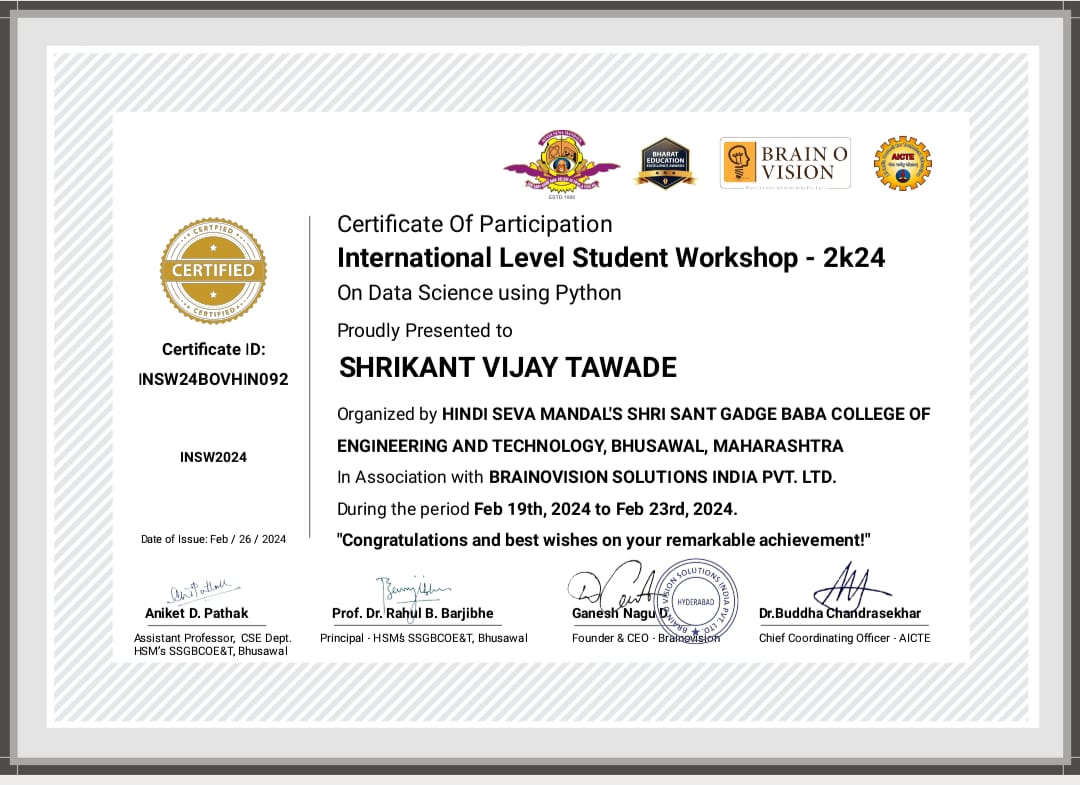 ESTD 1998
BHARAT
EDUCATION
EXCELLENCE AWARDS
BRAIN O
VISION
AICTE
CERTIFIED
CERTIFIED
CERTIFIED
Certificate ID:
INSW24BOVHIN092
INSW2024
Date of Issue: Feb / 26 / 2024
Certificate Of Participation
International Level Student Workshop - 2k24
On Data Science using Python
Proudly Presented to
SHRIKANT VIJAY TAWADE
Organized by HINDI SEVA MANDAL'S SHRI SANT GADGE BABA COLLEGE OF
ENGINEERING AND TECHNOLOGY, BHUSAWAL, MAHARASHTRA
In Association with BRAINOVISION SOLUTIONS INDIA PVT. LTD.
During the period Feb 19th, 2024 to Feb 23rd, 2024.
"Congratulations and best wishes on your remarkable achievement!"
Aniket D. Pathak
Assistant Professor, CSE Dept.
HSM's SSGBCOE&T, Bhusawal
Prof. Dr. Rahul B. Barjibhe
Principal - HSM's SSGBCOE&T, Bhusawal
Ganesh Nagu D
Founder & CEO - Brainovision
BRAINO VISION SOLUTIONS INDIA PVT. LTD.
HYDERABAD
Dr.Buddha Chandrasekhar
Chief Coordinating Officer - AICTE